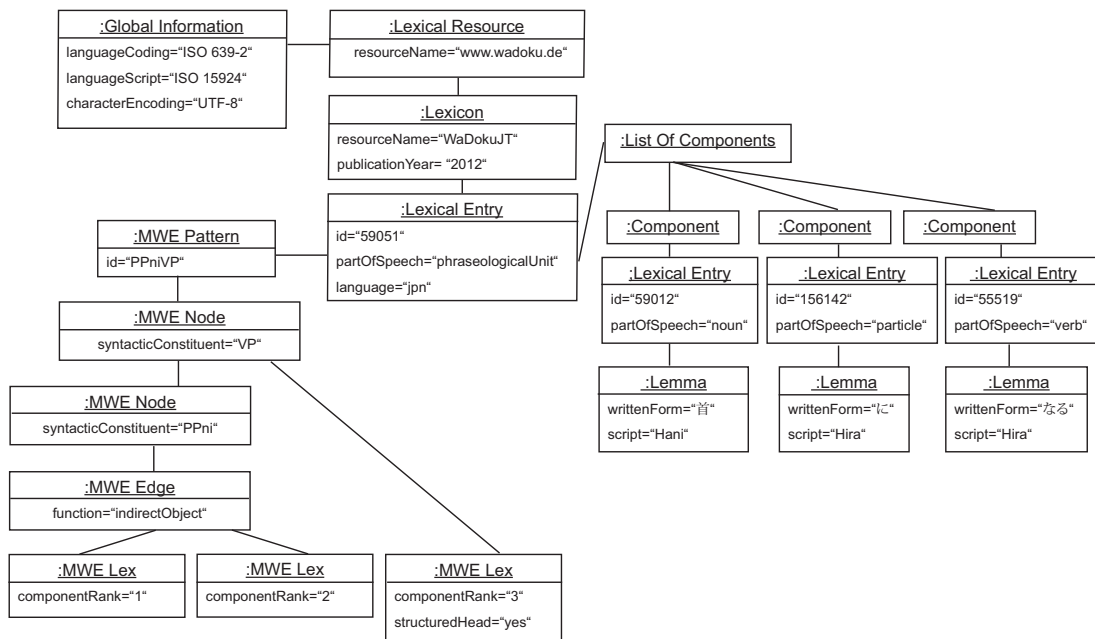 :Global Information
languageCoding=“ISO 639-2“
languageScript=“ISO 15924“
characterEncoding=“UTF-8“
:Lexical Resource
resourceName=“www.wadoku.de“
:Lexicon
resourceName=“WaDokuJT“
publicationYear= “2012“
:Lexical Entry
id=“59051“
partOfSpeech=“phraseologicalUnit“
language=“jpn“
:MWE Pattern
id=“PPniVP“
:MWE Node
syntacticConstituent=“VP“
:MWE Node
syntacticConstituent=“PPni“
:MWE Edge
function=“indirectObject“
:MWE Lex
componentRank=“1“
:MWE Lex
componentRank=“2“
:MWE Lex
componentRank=“3“
structuredHead=“yes“
:List Of Components
:Component
:Lexical Entry
id=“59012“
partOfSpeech=“noun“
:Lemma
writtenForm=“首“
script=“Hani“
:Component
:Lexical Entry
id=“156142“
partOfSpeech=“particle“
:Lemma
writtenForm=“に“
script=“Hira“
:Component
:Lexical Entry
id=“55519“
partOfSpeech=“verb“
:Lemma
writtenForm=“なる“
script=“Hira“